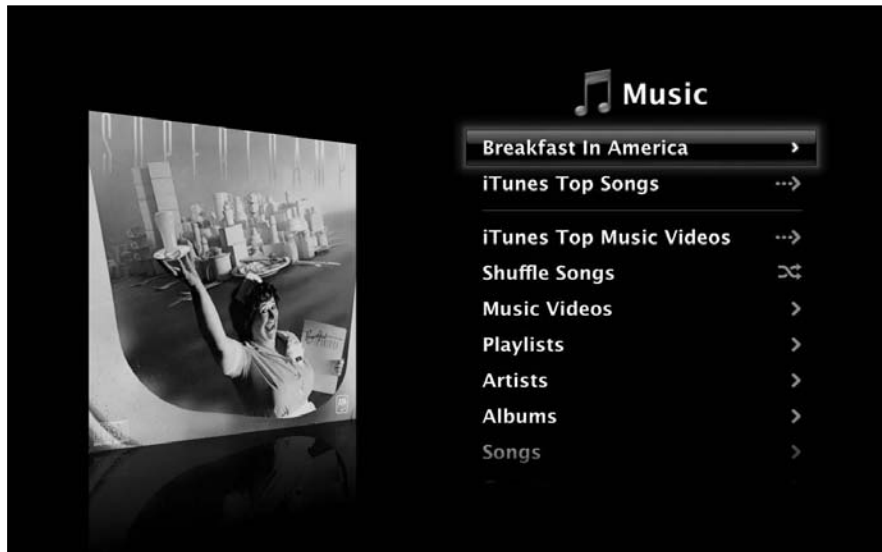 SUPERTRAMP
Music
Breakfast In America
iTunes Top Songs
iTunes Top Music Videos
Shuffle Songs
Music Videos
Playlists
Artists
Albums
Songs